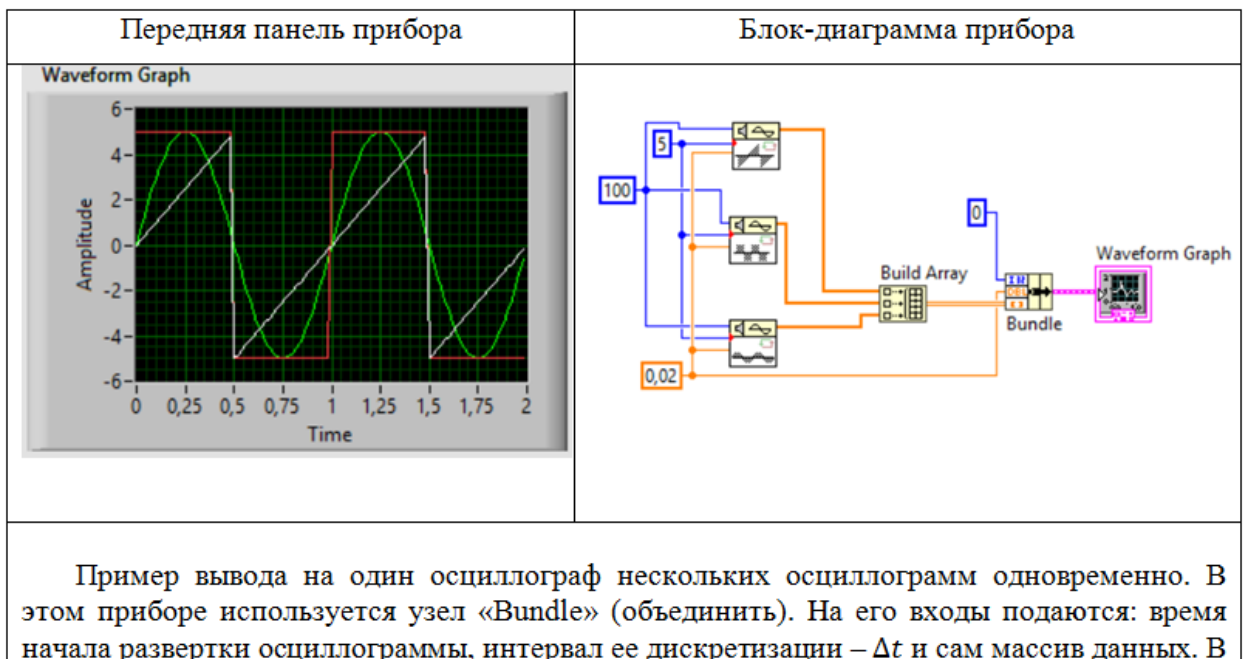 Передняя панель прибора
Блок-диаграмма прибора
Waveform Graph
6
4
2
0
-2
-4
-6
Amplitude
0 0,25 0,5 0,75 1 1,25 1,5 1,75 2
Time
5
100
0
Waveform Graph
Build Array
Bundle
0,02
Пример вывода на один осциллограф нескольких осциллограмм одновременно. В
этом приборе используется узел «Bundle» (объединить). На его входы подаются: время
начала развертки осциллограммы, интервал ее дискретизации – Δt и сам массив данных. В